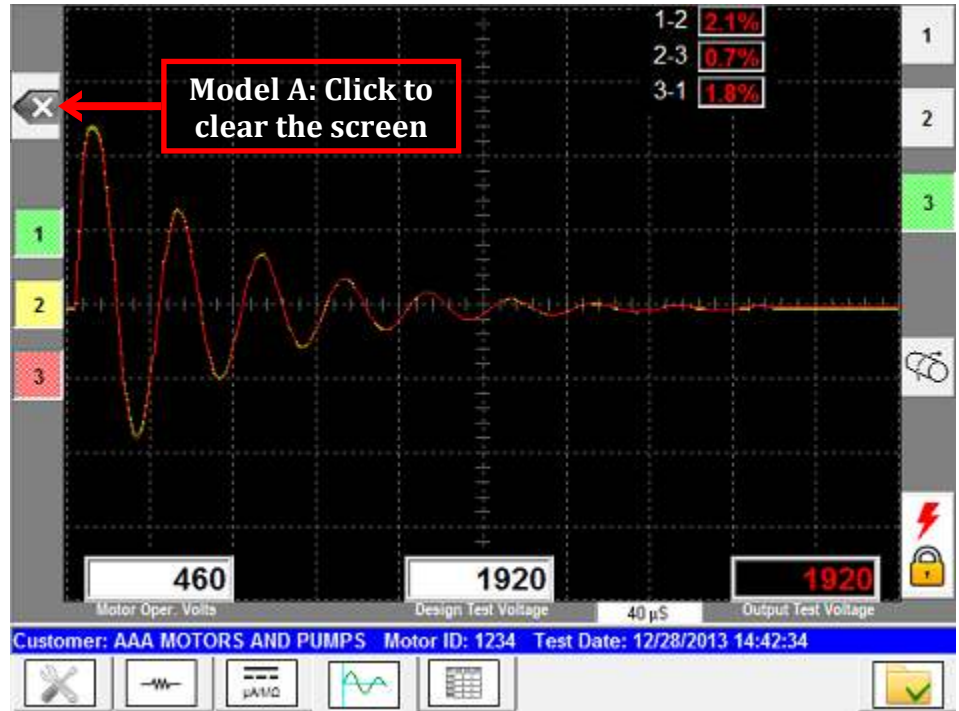 1-2 2.1%
2-3 0.7%
3-1 1.8%
1
2
3
Model A: Click to
clear the screen
1
2
3
460
Motor Oper. Volts
1920
Design Test Voltage
40 µS
1920
Output Test Voltage
Customer: AAA MOTORS AND PUMPS Motor ID: 1234 Test Date: 12/28/2013 14:42:34
µA/MΩ